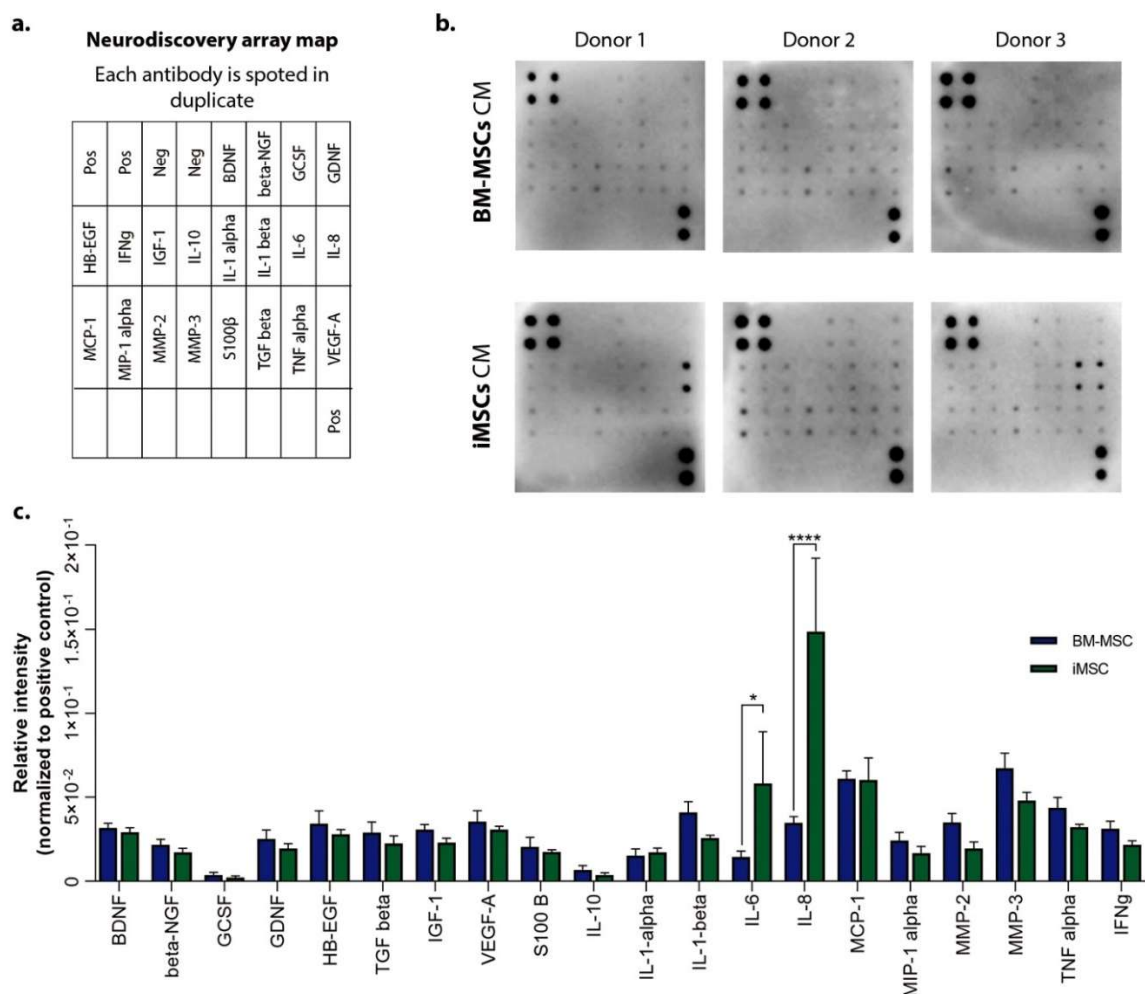 a.
Neurodiscovery array map
Each antibody is spoted in
duplicate
Pos Pos Neg Neg BDNF beta-NGF GCSF GDNF
HB-EGF IFNg IGF-1 IL-10 IL-1 alpha IL-1 beta IL-6 IL-8
MCP-1 MIP-1 alpha MMP-2 MMP-3 S100β TGF beta TNF alpha VEGF-A
Pos
b.
Donor 1 Donor 2 Donor 3
BM-MSCs CM
iMSCs CM
c.
Relative intensity
(normalized to positive control)
2×10⁻¹
1.5×10⁻¹
1×10⁻¹
5×10⁻²
0
****
*
BM-MSC
iMSC
BDNF beta-NGF GCSF GDNF HB-EGF TGF beta IGF-1 VEGF-A S100 B IL-10 IL-1-alpha IL-1-beta IL-6 IL-8 MCP-1 MIP-1 alpha MMP-2 MMP-3 TNF alpha IFNg